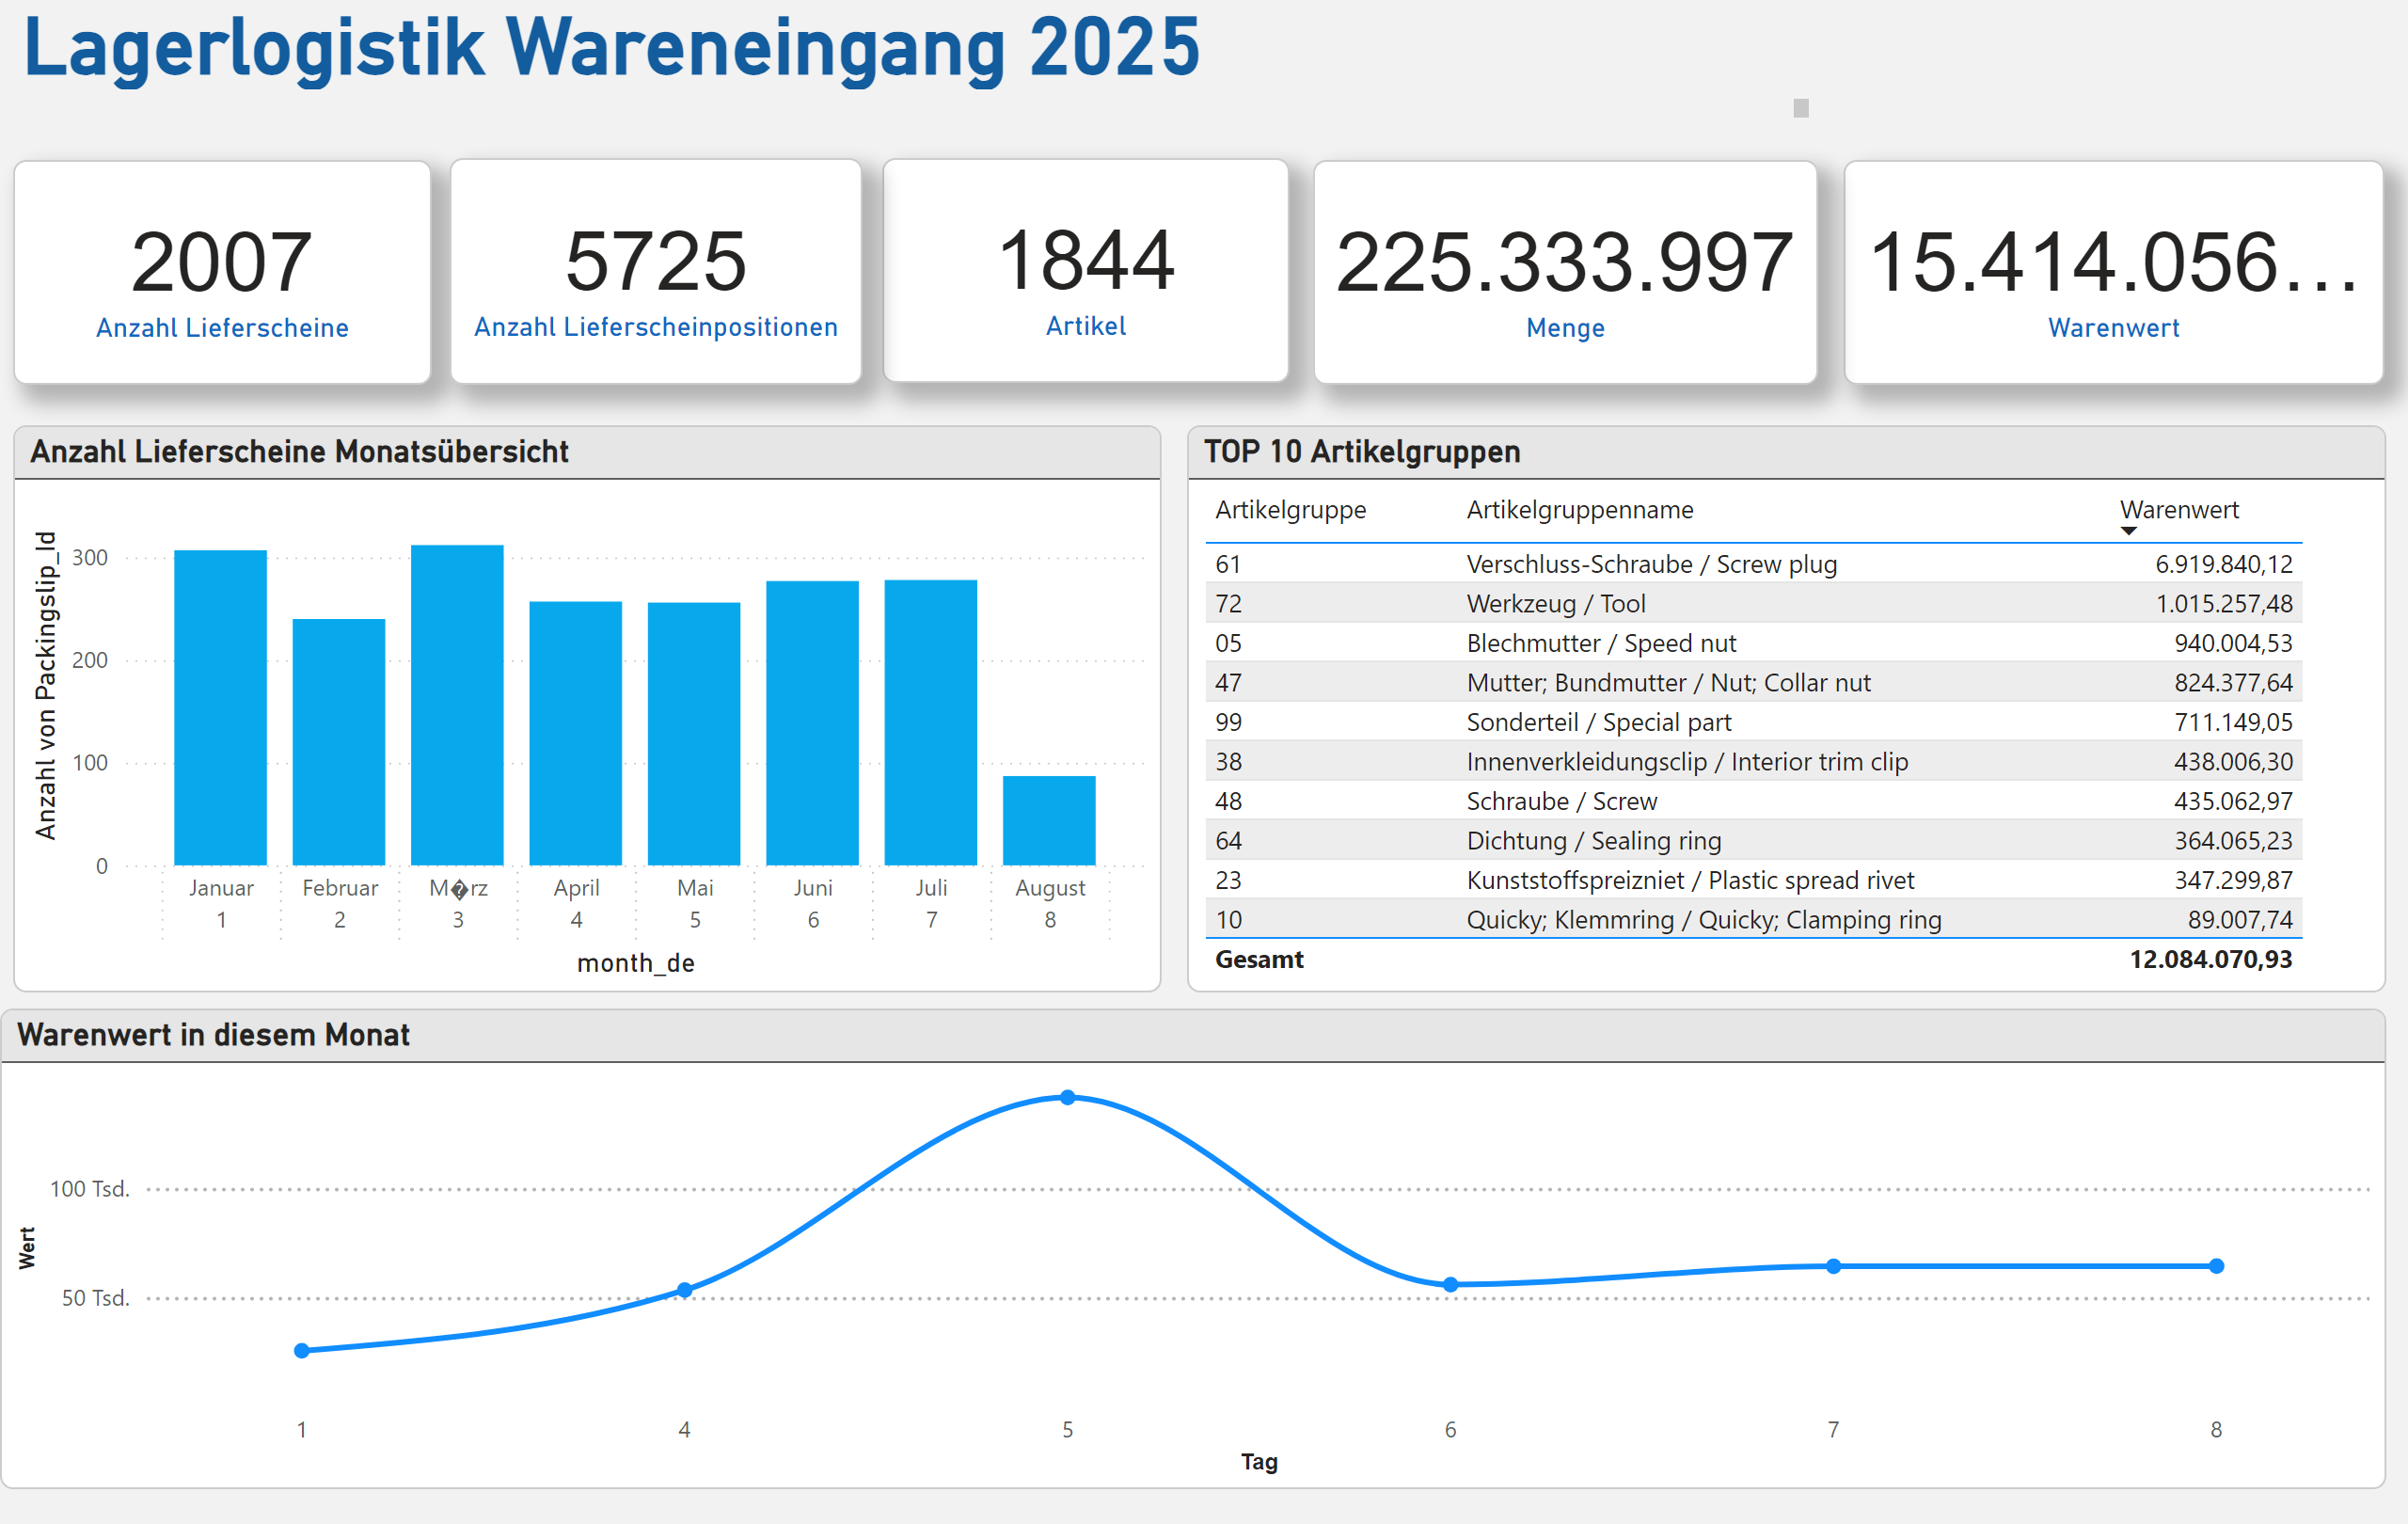 Lagerlogistik Wareneingang 2025
2007
Anzahl Lieferscheine
5725
Anzahl Lieferscheinpositionen
1844
Artikel
225.333.997
Menge
15.414.056...
Warenwert
Anzahl Lieferscheine Monatsübersicht
Anzahl von Packingslip_Id
300
200
100
0
Januar Februar M�rz April Mai Juni Juli August
1 2 3 4 5 6 7 8
month_de
TOP 10 Artikelgruppen
Artikelgruppe Artikelgruppenname Warenwert
61 Verschluss-Schraube / Screw plug 6.919.840,12
72 Werkzeug / Tool 1.015.257,48
05 Blechmutter / Speed nut 940.004,53
47 Mutter; Bundmutter / Nut; Collar nut 824.377,64
99 Sonderteil / Special part 711.149,05
38 Innenverkleidungsclip / Interior trim clip 438.006,30
48 Schraube / Screw 435.062,97
64 Dichtung / Sealing ring 364.065,23
23 Kunststoffspreizniet / Plastic spread rivet 347.299,87
10 Quicky; Klemmring / Quicky; Clamping ring 89.007,74
Gesamt 12.084.070,93
Warenwert in diesem Monat
Wert
100 Tsd.
50 Tsd.
1 4 5 6 7 8
Tag